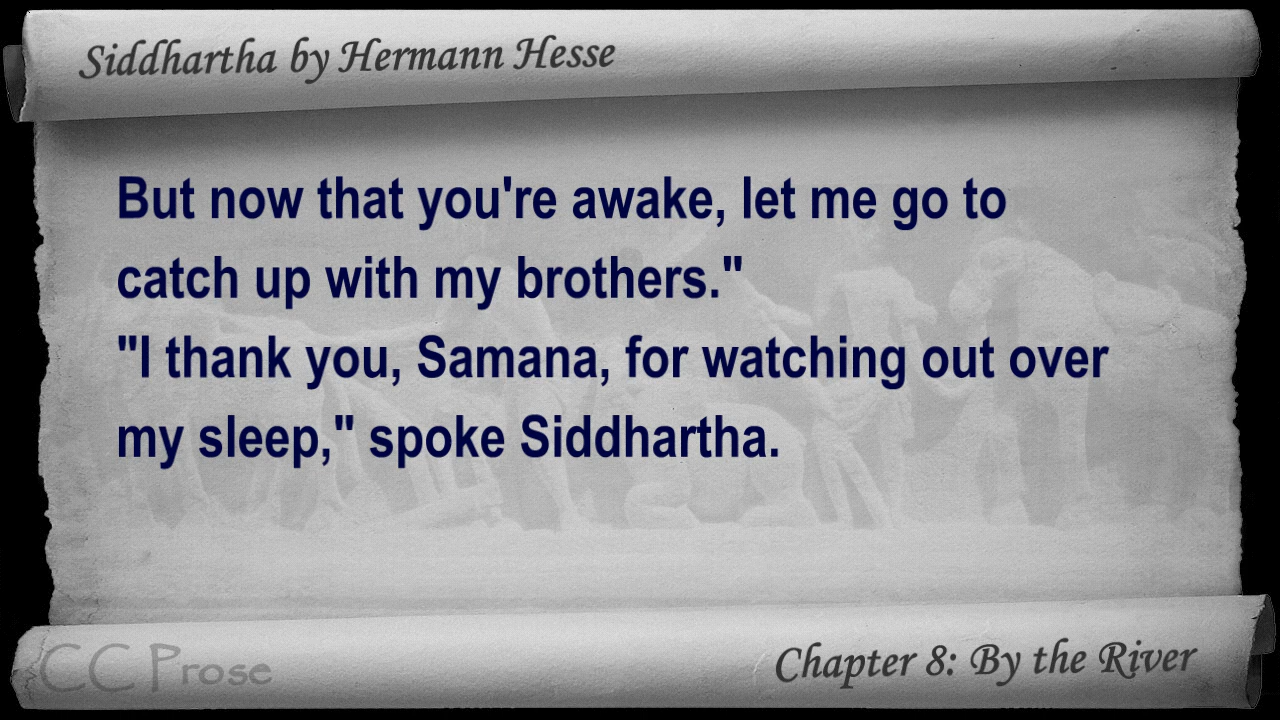 Siddhartha by Hermann Hesse
But now that you're awake, let me go to
catch up with my brothers."
"I thank you, Samana, for watching out over
my sleep," spoke Siddhartha.
CC Prose
Chapter 8: By the River